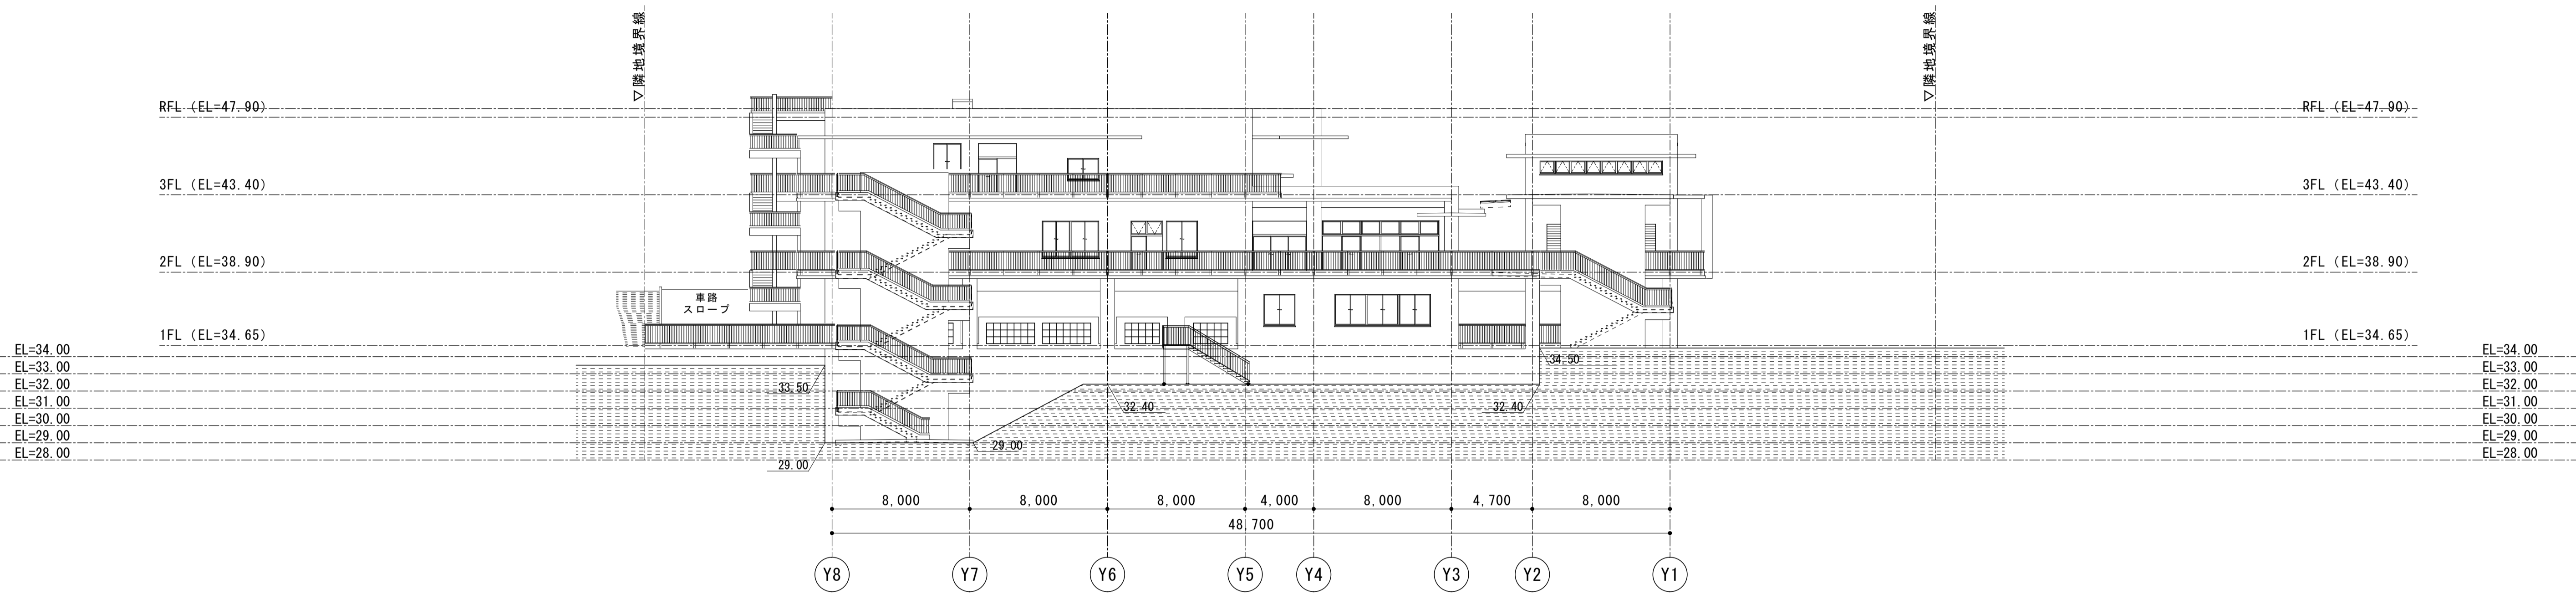 ▽隣地境界線
▽隣地境界線
RFL (EL=47.90)
RFL (EL=47.90)
3FL (EL=43.40)
3FL (EL=43.40)
2FL (EL=38.90)
2FL (EL=38.90)
車路
スロープ
1FL (EL=34.65)
1FL (EL=34.65)
EL=34.00
EL=34.00
34.50
EL=33.00
EL=33.00
33.50
EL=32.00
EL=32.00
32.40
32.40
EL=31.00
EL=31.00
EL=30.00
EL=30.00
EL=29.00
EL=29.00
29.00
EL=28.00
EL=28.00
29.00
8,000
8,000
8,000
4,000
8,000
4,700
8,000
48,700
Y8
Y7
Y6
Y5
Y4
Y3
Y2
Y1